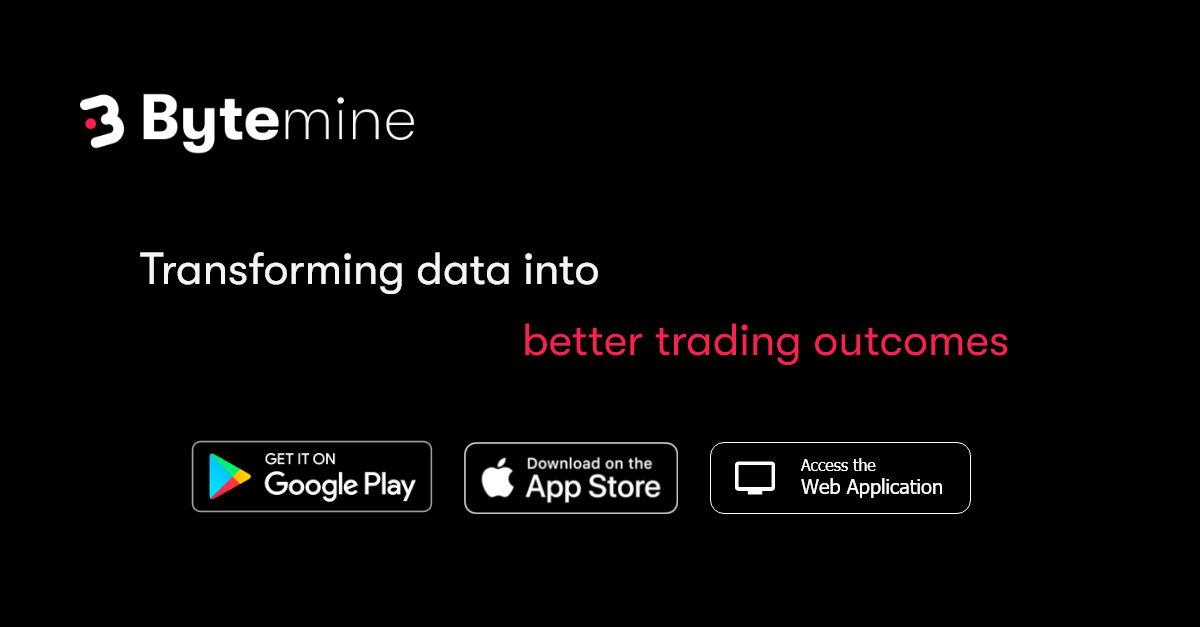 Bytemine
Transforming data into
better trading outcomes
GET IT ON
Google Play
Download on the
App Store
Access the
Web Application